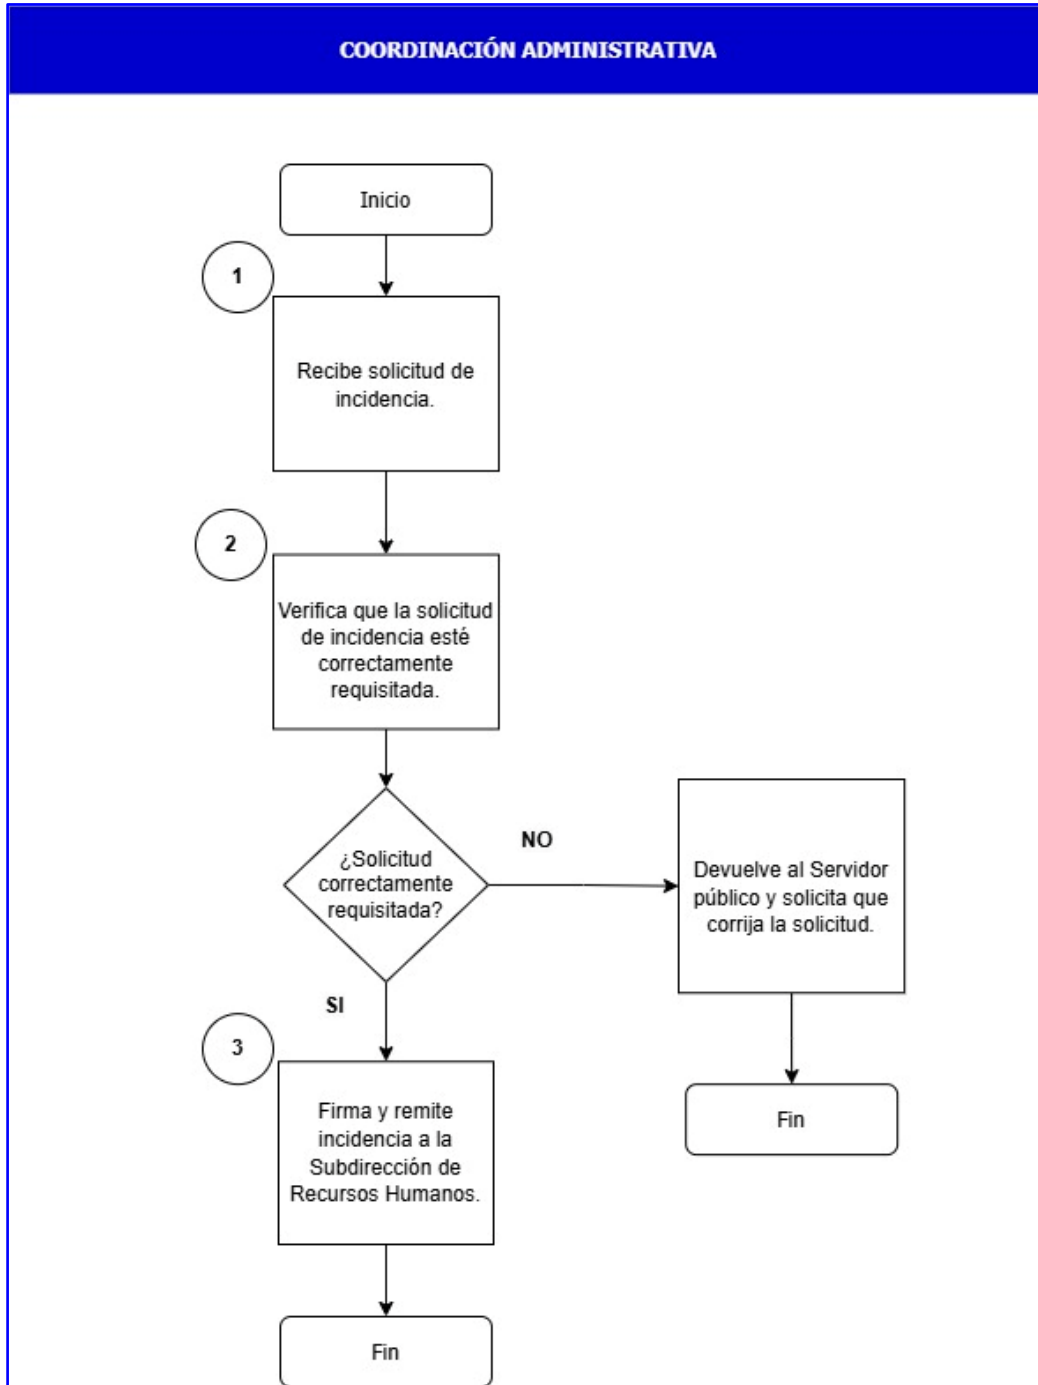 COORDINACIÓN ADMINISTRATIVA
Inicio
1
Recibe solicitud de
incidencia.
2
Verifica que la solicitud
de incidencia esté
correctamente
requisitada.
¿Solicitud
correctamente
requisitada?
NO
Devuelve al Servidor
público y solicita que
corrija la solicitud.
Fin
SI
3
Firma y remite
incidencia a la
Subdirección de
Recursos Humanos.
Fin